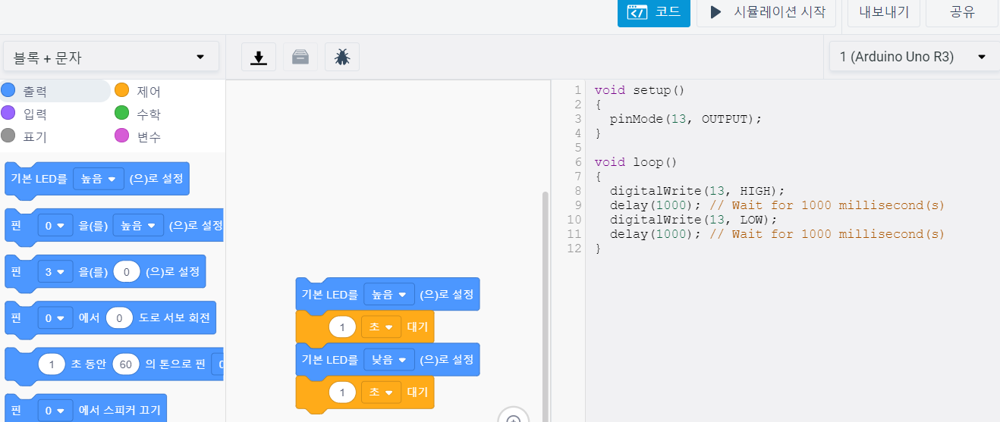 코드
시뮬레이션 시작
내보내기
공유
블록 + 문자
1 (Arduino Uno R3)
출력
제어
입력
수학
표기
변수
기본 LED를 높음 (으)로 설정
핀 0 을(를) 높음 (으)로 설정
핀 3 을(를) 0 (으)로 설정
핀 0 에서 0 도로 서보 회전
1 초 동안 60 의 톤으로 핀 0
핀 0 에서 스피커 끄기
기본 LED를 높음 (으)로 설정
1 초 대기
기본 LED를 낮음 (으)로 설정
1 초 대기
1 void setup()
2 {
3 pinMode(13, OUTPUT);
4 }
5
6 void loop()
7 {
8 digitalWrite(13, HIGH);
9 delay(1000); // Wait for 1000 millisecond(s)
10 digitalWrite(13, LOW);
11 delay(1000); // Wait for 1000 millisecond(s)
12 }